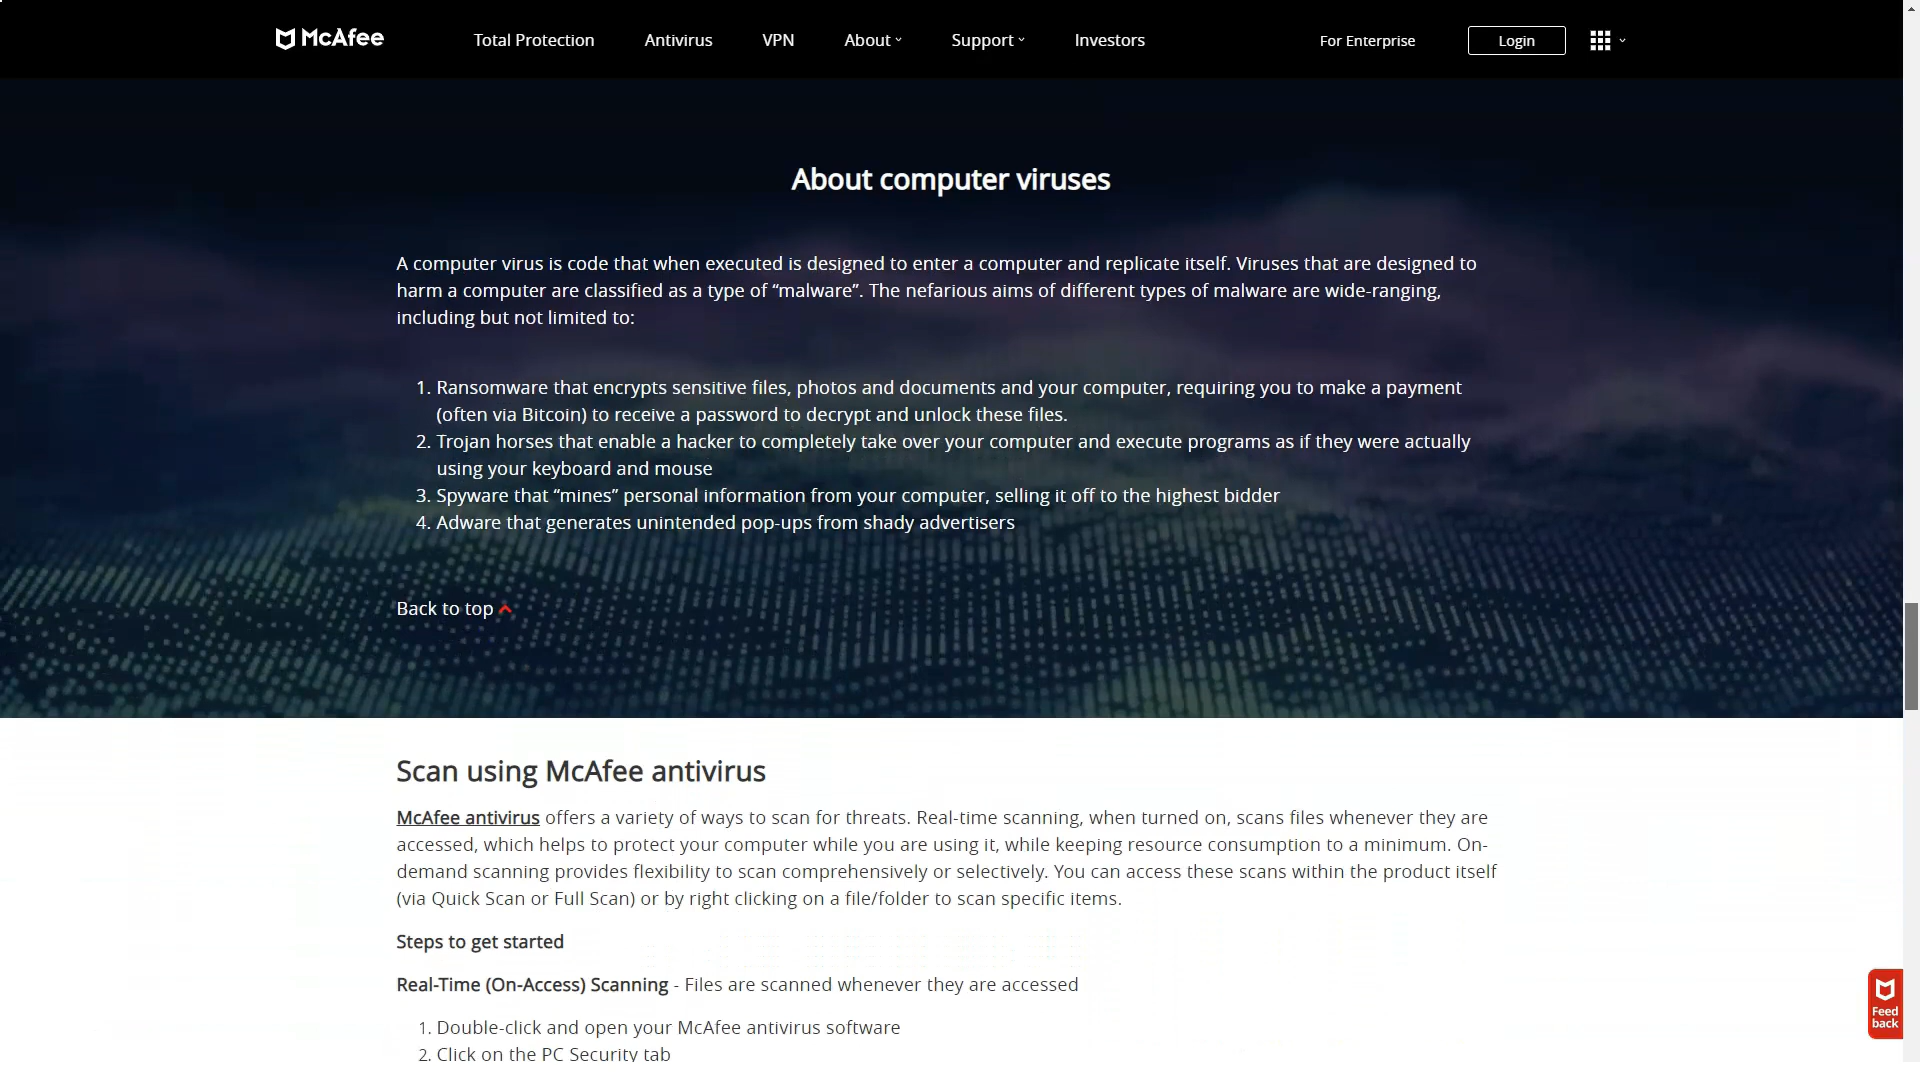 McAfee
Total Protection
Antivirus
VPN
About
Support
Investors
For Enterprise
Login
About computer viruses
A computer virus is code that when executed is designed to enter a computer and replicate itself. Viruses that are designed to
harm a computer are classified as a type of “malware”. The nefarious aims of different types of malware are wide-ranging,
including but not limited to:
1. Ransomware that encrypts sensitive files, photos and documents and your computer, requiring you to make a payment
(often via Bitcoin) to receive a password to decrypt and unlock these files.
2. Trojan horses that enable a hacker to completely take over your computer and execute programs as if they were actually
using your keyboard and mouse
3. Spyware that “mines” personal information from your computer, selling it off to the highest bidder
4. Adware that generates unintended pop-ups from shady advertisers
Back to top
Scan using McAfee antivirus
McAfee antivirus offers a variety of ways to scan for threats. Real-time scanning, when turned on, scans files whenever they are
accessed, which helps to protect your computer while you are using it, while keeping resource consumption to a minimum. On-
demand scanning provides flexibility to scan comprehensively or selectively. You can access these scans within the product itself
(via Quick Scan or Full Scan) or by right clicking on a file/folder to scan specific items.
Steps to get started
Real-Time (On-Access) Scanning - Files are scanned whenever they are accessed
1. Double-click and open your McAfee antivirus software
2. Click on the PC Security tab
Feed
back